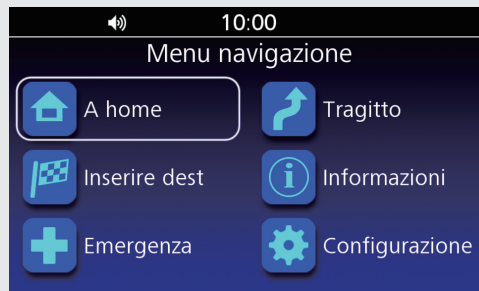 10:00
Menu navigazione
A home
Tragitto
Inserire dest
Informazioni
Emergenza
Configurazione